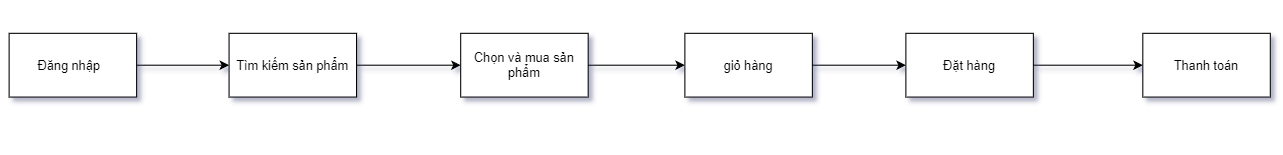 Đăng nhập
Tìm kiếm sản phẩm
Chọn và mua sản
phẩm
giỏ hàng
Đặt hàng
Thanh toán